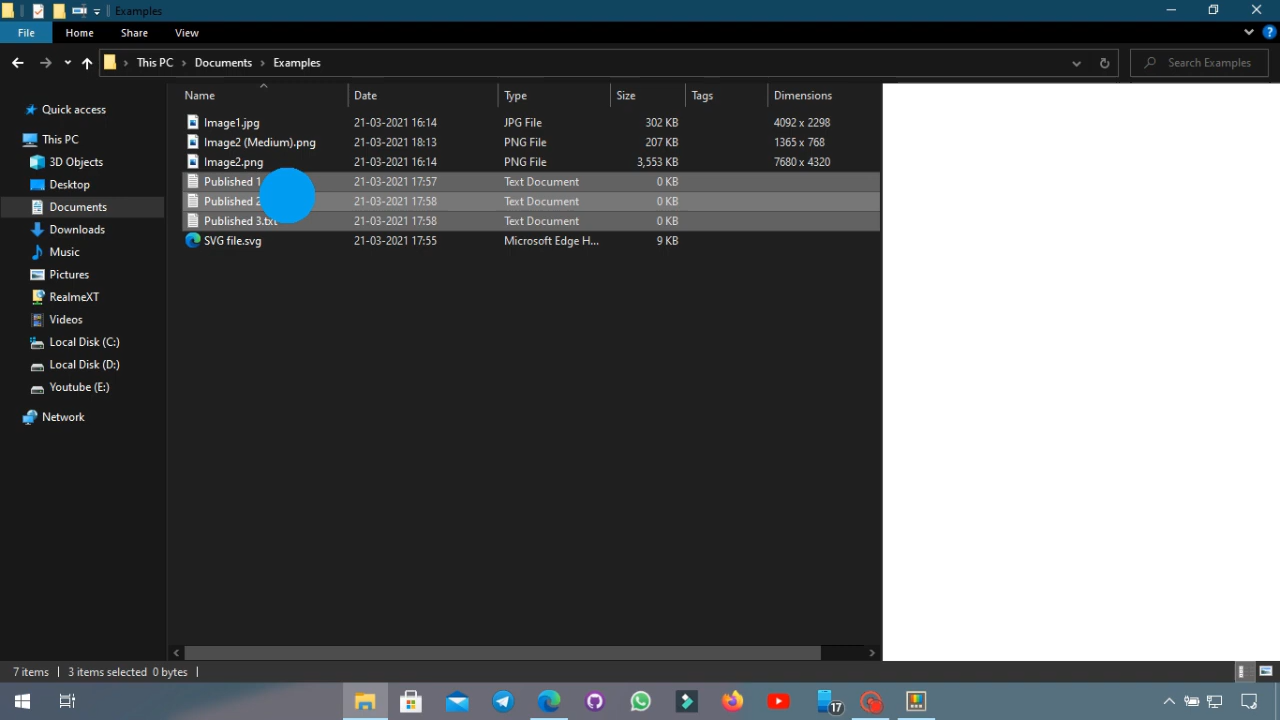 Examples
File Home Share View
This PC Documents Examples Search Examples
Name Date Type Size Tags Dimensions
Image1.jpg 21-03-2021 16:14 JPG File 302 KB 4092 x 2298
Image2 (Medium).png 21-03-2021 18:13 PNG File 207 KB 1365 x 768
Image2.png 21-03-2021 16:14 PNG File 3,553 KB 7680 x 4320
Published 1 21-03-2021 17:57 Text Document 0 KB
Published 2 21-03-2021 17:58 Text Document 0 KB
Published 3.txt 21-03-2021 17:58 Text Document 0 KB
SVG file.svg 21-03-2021 17:55 Microsoft Edge H... 9 KB
Quick access
This PC
3D Objects
Desktop
Documents
Downloads
Music
Pictures
RealmeXT
Videos
Local Disk (C:)
Local Disk (D:)
Youtube (E:)
Network
7 items 3 items selected 0 bytes
17